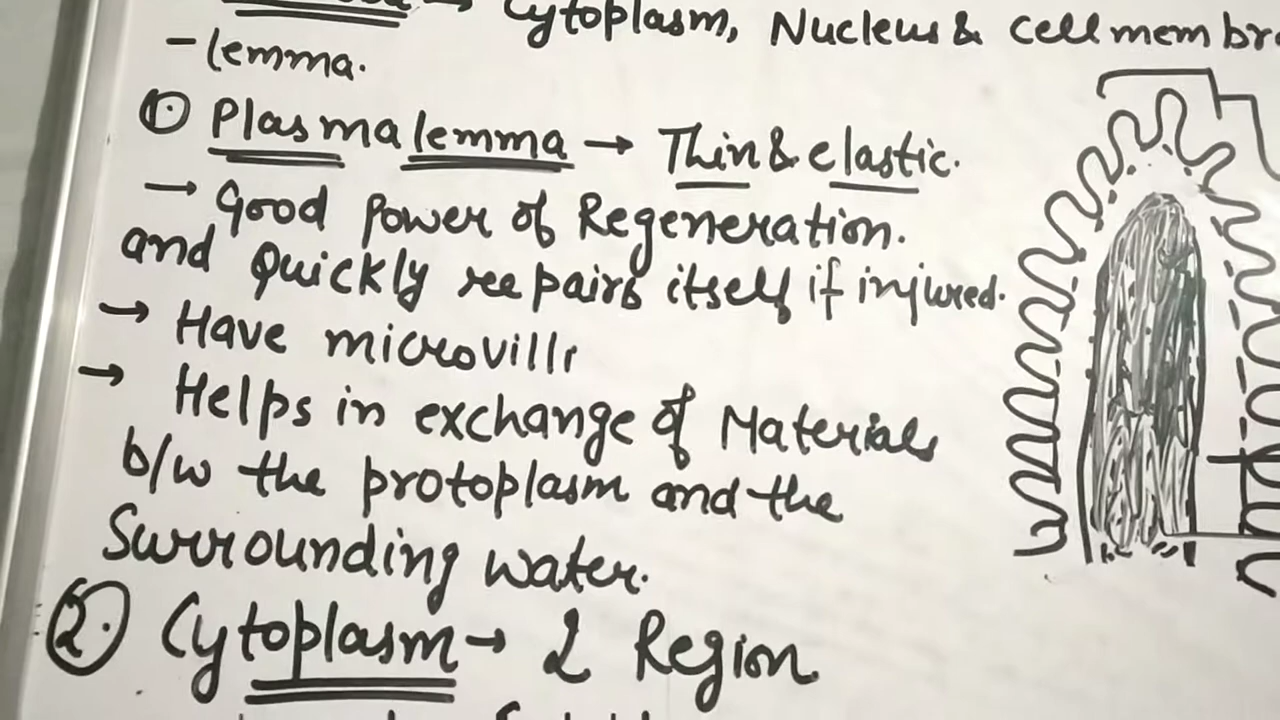 → Cytoplasm, Nucleus & cell membra
- lemma.
① Plasmalemma → Thin & elastic.
→ Good Power of Regeneration.
and Quickly repairs itself if injured.
→ Have microvilli
→ Helps in exchange of Materials
b/w the protoplasm and the
Surrounding water.
②. Cytoplasm → 2 Region